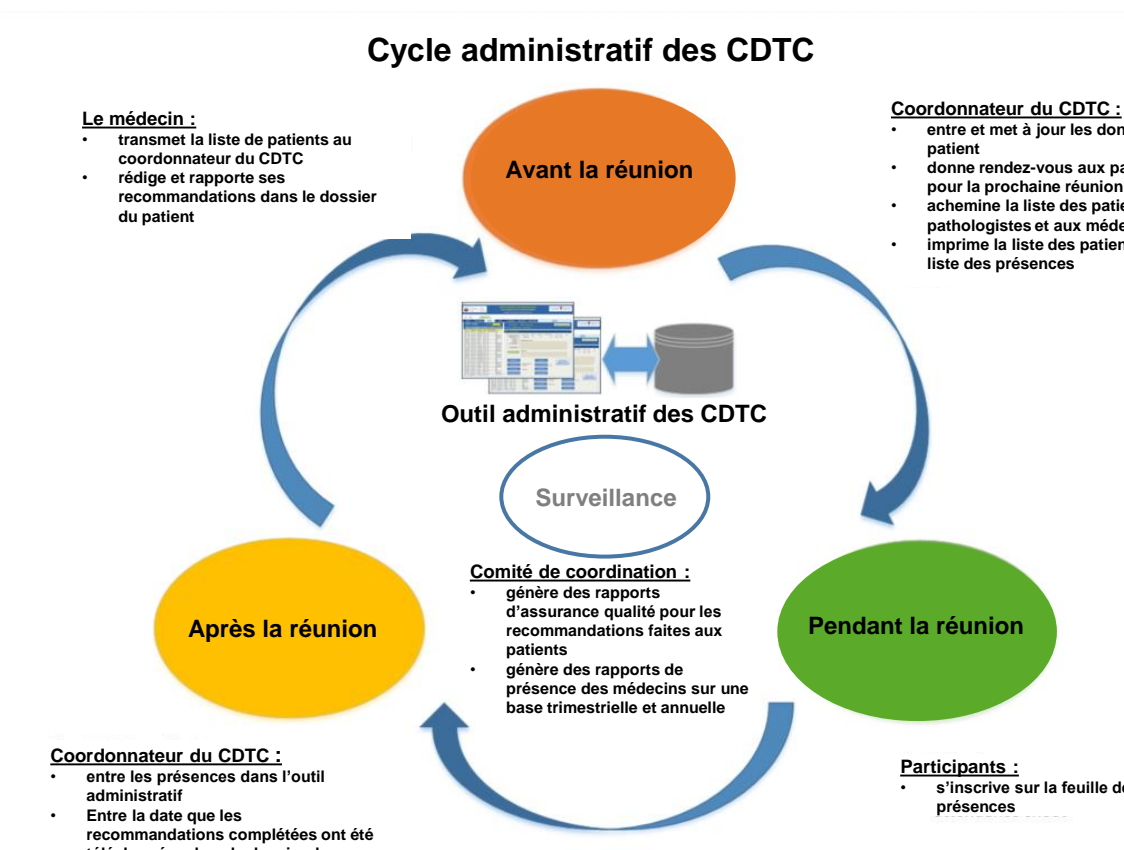 Cycle administratif des CDTC
Le médecin :
• transmet la liste de patients au
coordonnateur du CDTC
• rédige et rapporte ses
recommandations dans le dossier
du patient
Avant la réunion
Coordonnateur du CDTC :
• entre et met à jour les
patient
• donne rendez-vous aux
pour la prochaine réunion
• achemine la liste des
pathologistes et aux
• imprime la liste des
liste des présences
Outil administratif des CDTC
Surveillance
Comité de coordination :
• génère des rapports
d’assurance qualité pour les
recommandations faites aux
patients
• génère des rapports de
présence des médecins sur une
base trimestrielle et annuelle
Après la réunion
Pendant la réunion
Coordonnateur du CDTC :
• entre les présences dans l’outil
administratif
• Entre la date que les
recommandations complétées ont été
Participants :
• s’inscrive sur la feuille
présences